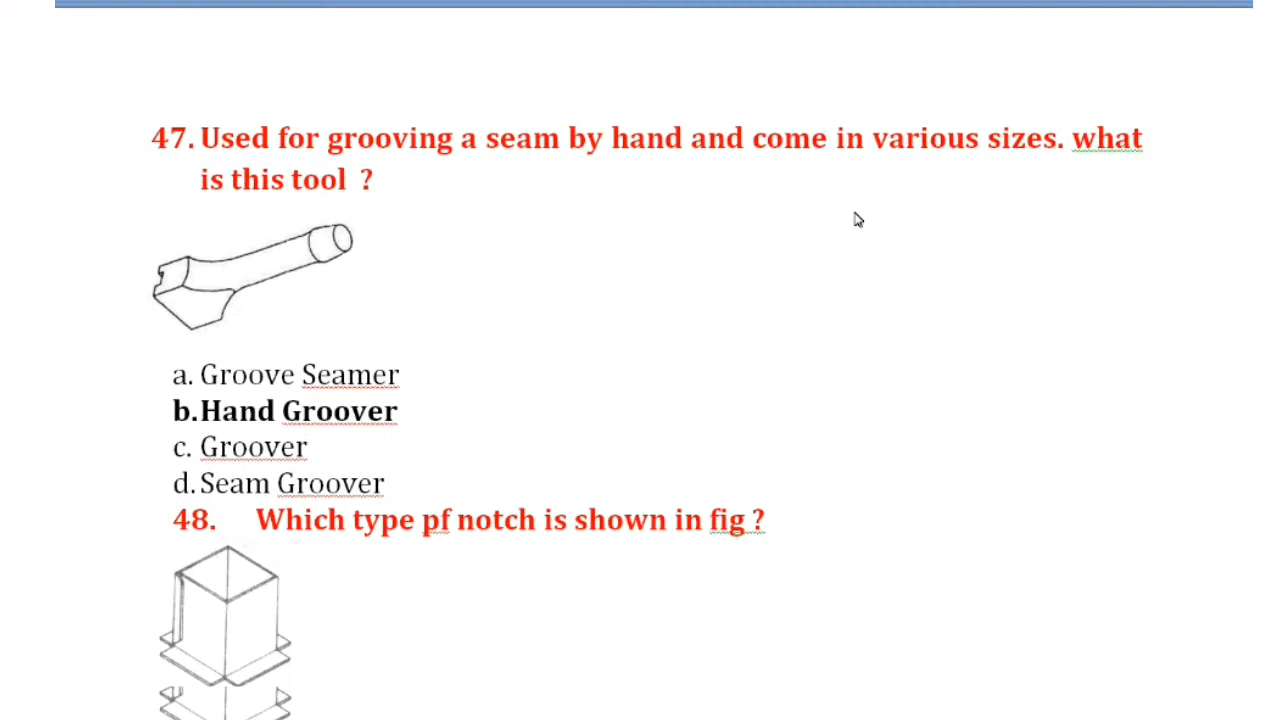 47. Used for grooving a seam by hand and come in various sizes. what
is this tool ?
a. Groove Seamer
b.Hand Groover
c. Groover
d. Seam Groover
48. Which type pf notch is shown in fig ?